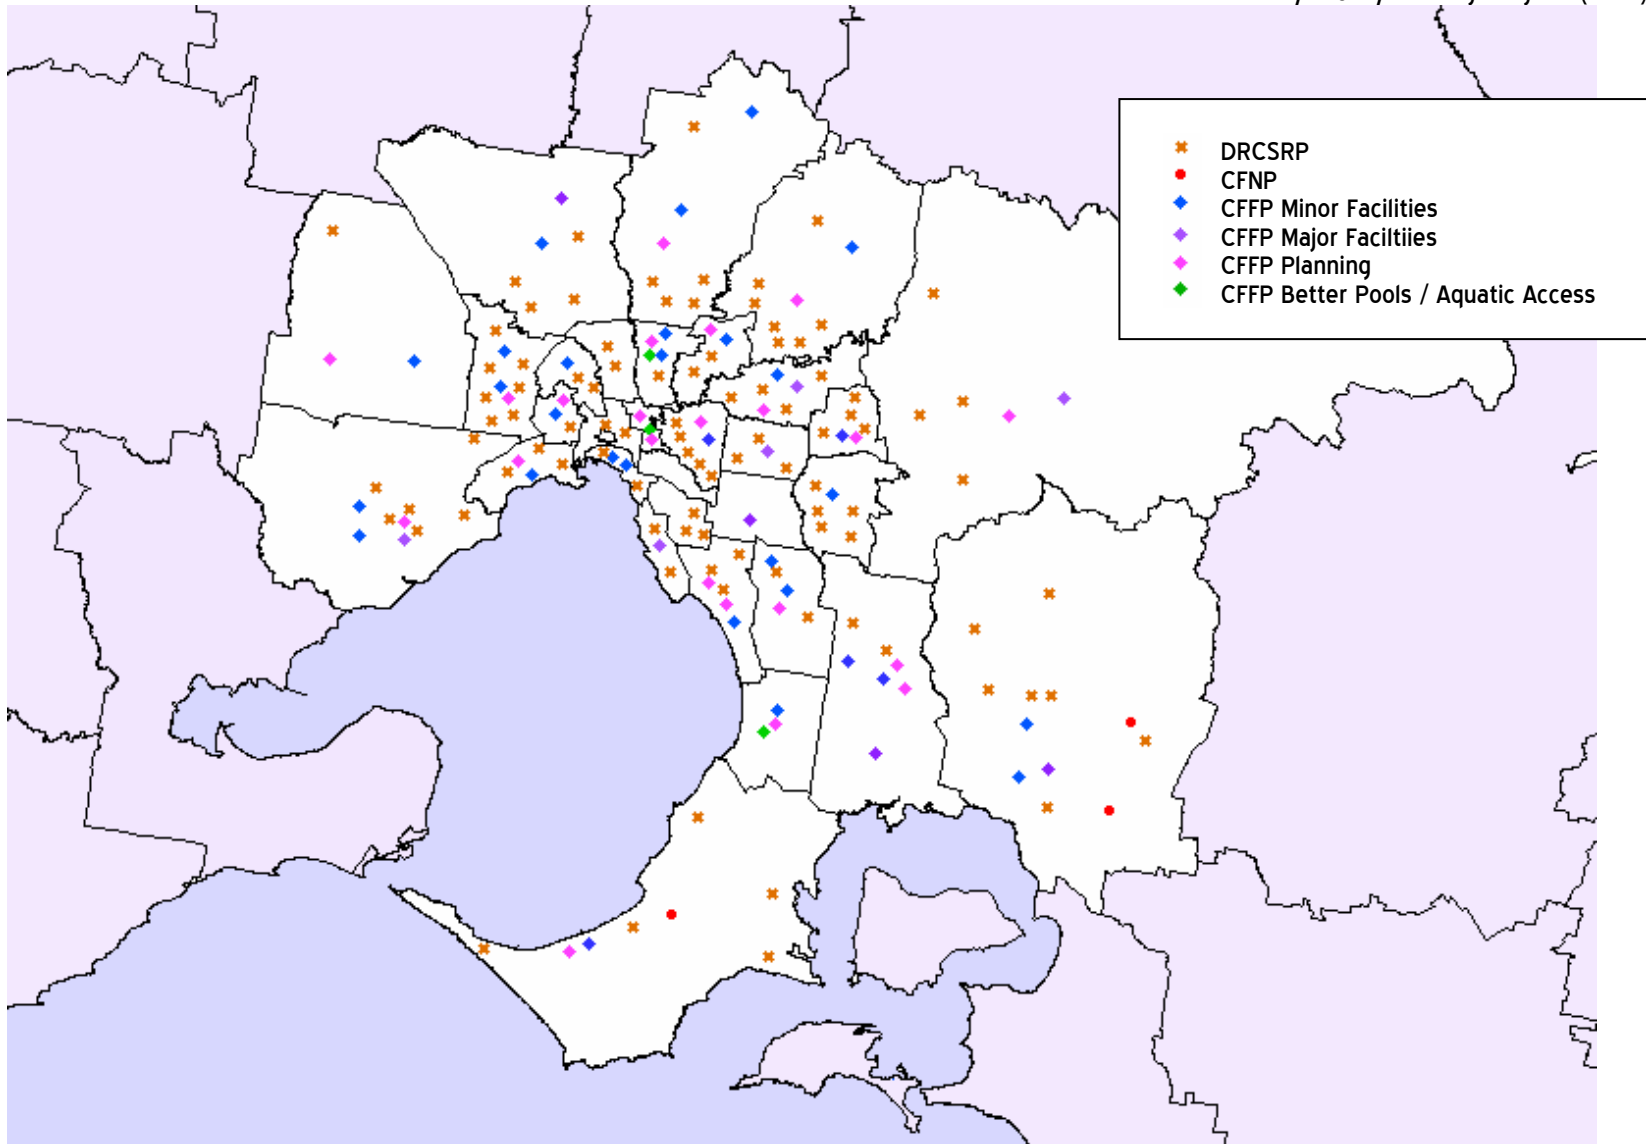 DRCSRP
CFNP
CFFP Minor Facilities
CFFP Major Faciltiies
CFFP Planning
CFFP Better Pools / Aquatic Access